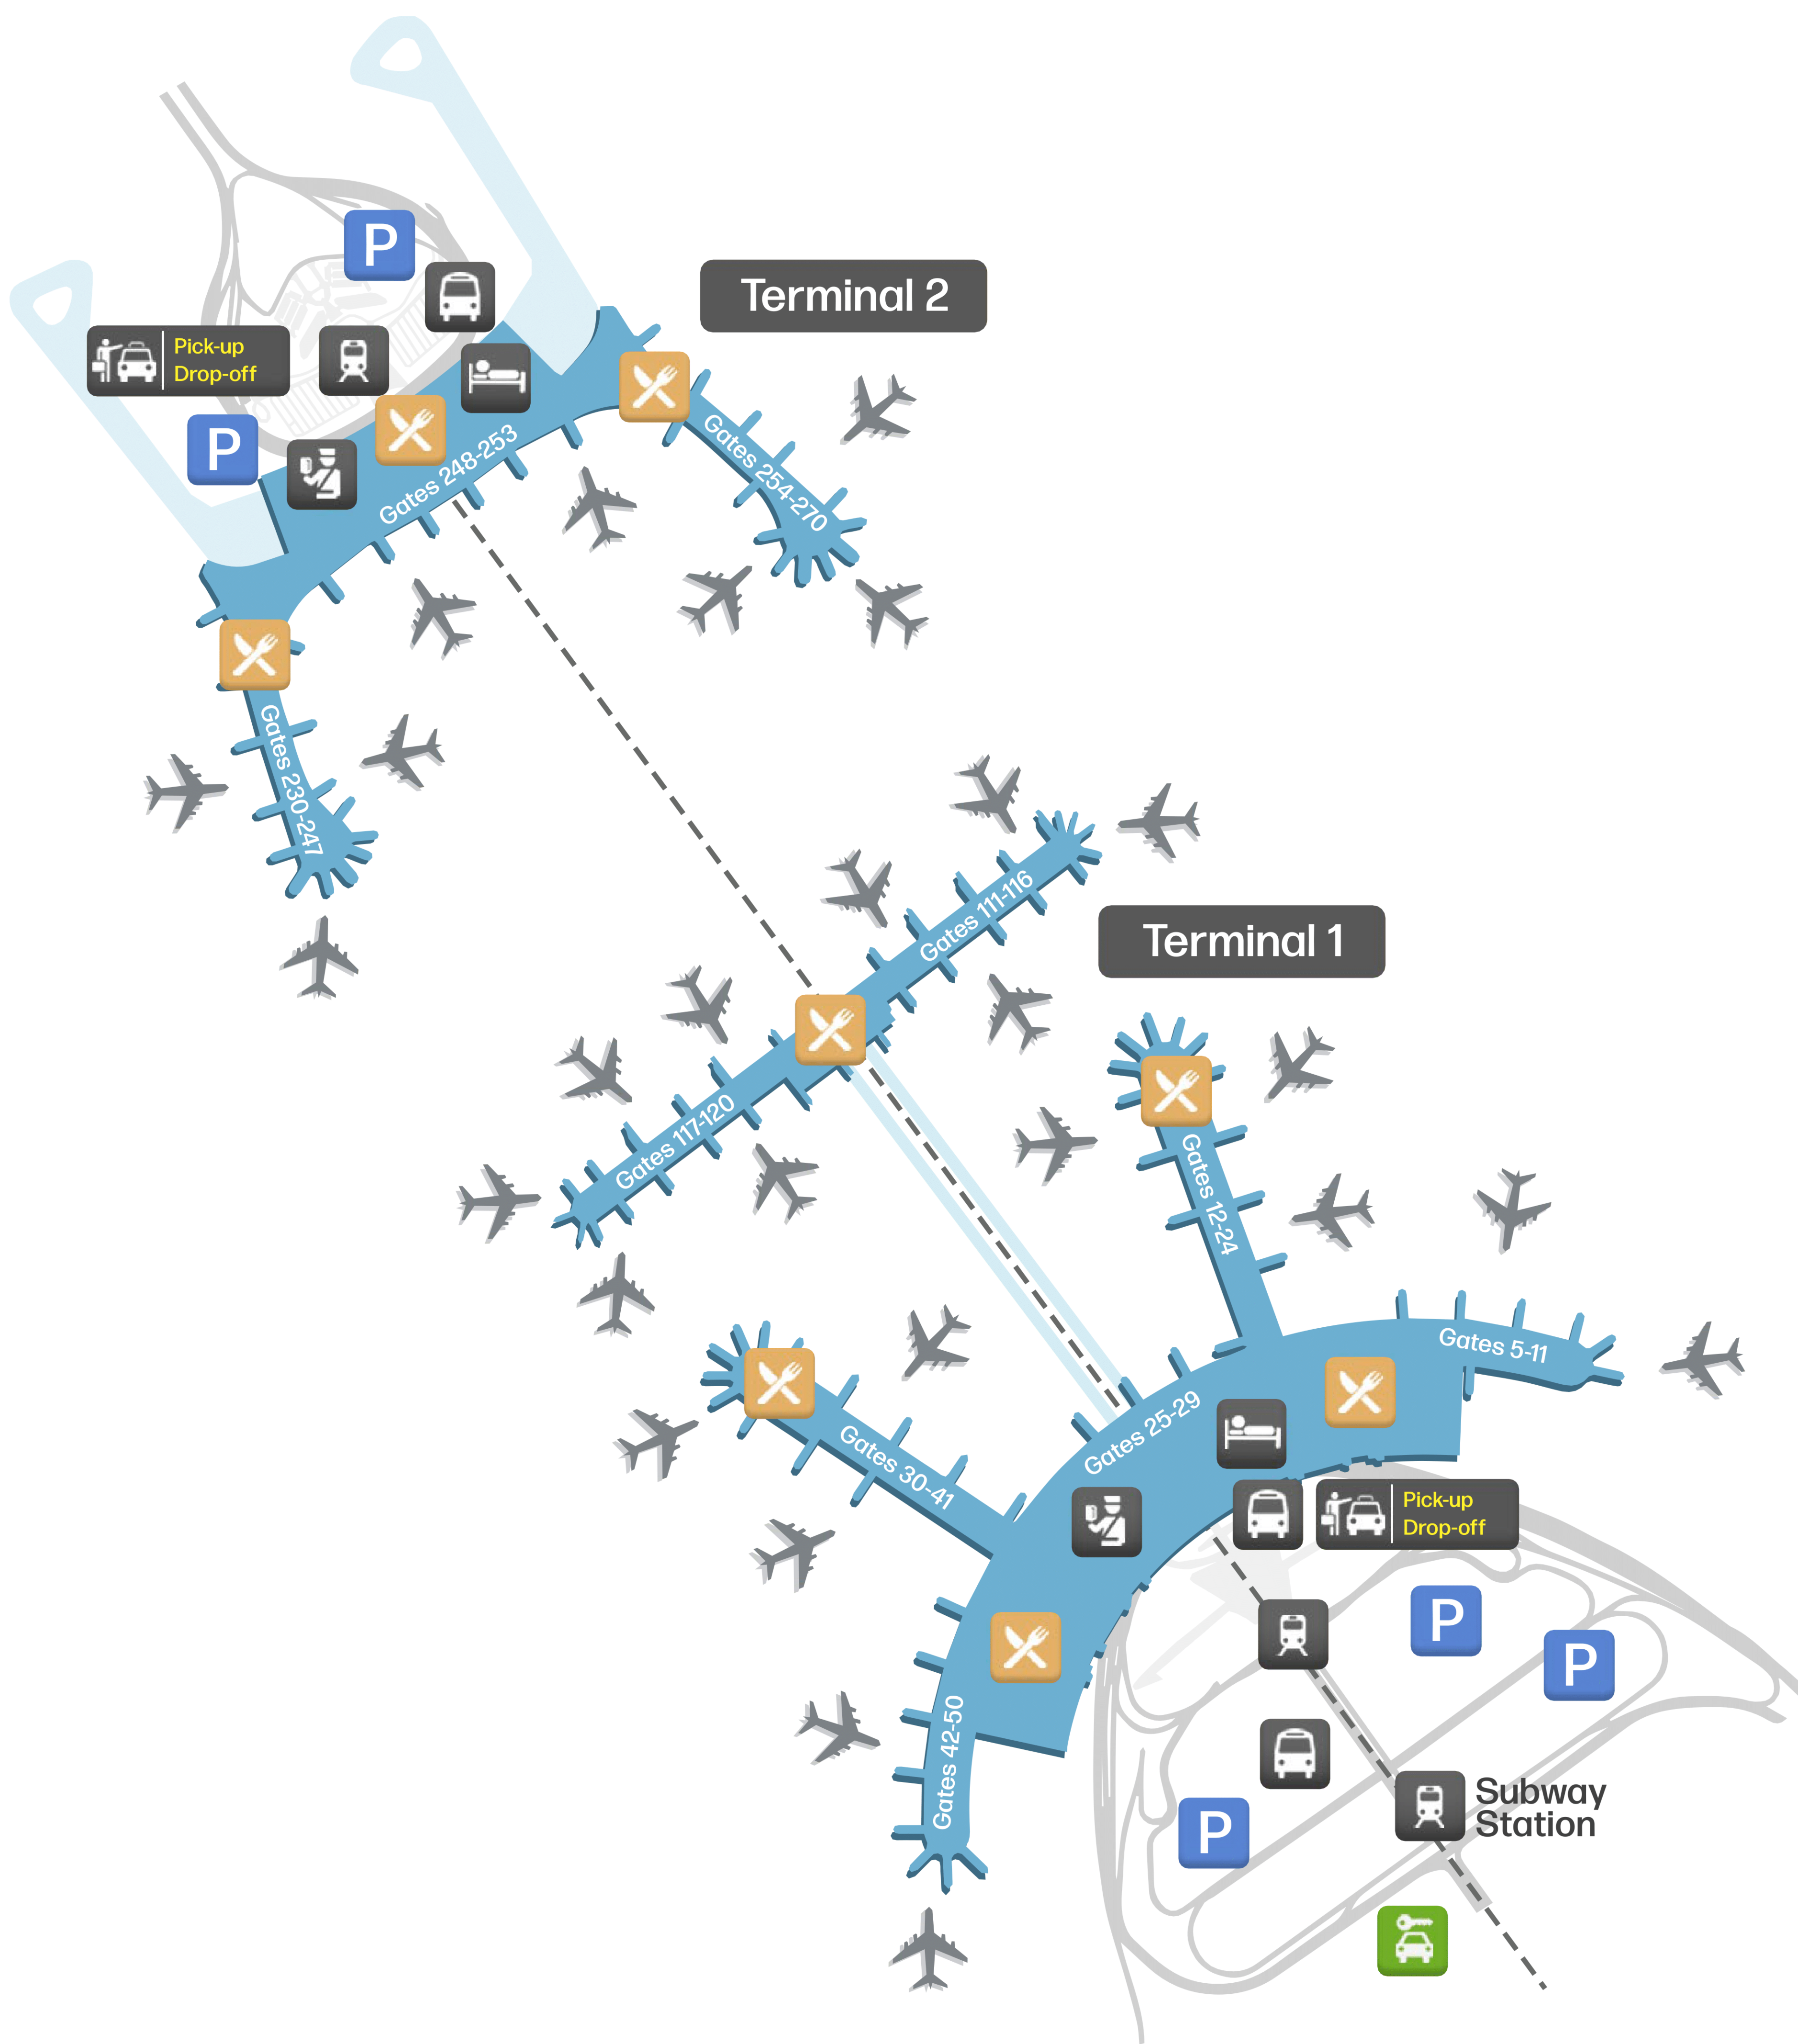 P
Terminal 2
Pick-up
Drop-off
P
Gates 248-253
Gates 254-270
Gates 230-247
Gates 111-116
Terminal 1
Gates 117-120
Gates 12-24
Gates 5-11
Gates 25-29
Gates 30-41
Pick-up
Drop-off
P
P
Gates 42-50
Subway
Station
P